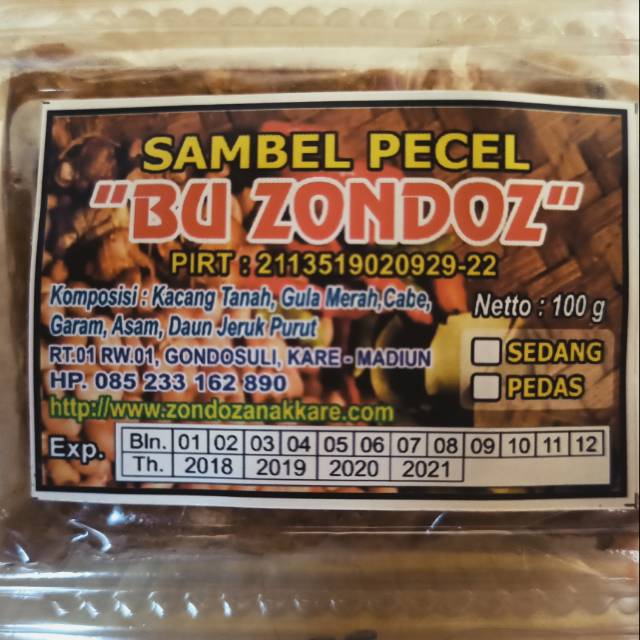 SAMBEL PECEL
"BU ZONDOZ"
PIRT : 2113519020929-22
Komposisi : Kacang Tanah, Gula Merah,Cabe,
Garam, Asam, Daun Jeruk Purut
Netto : 100 g
RT.01 RW.01, GONDOSULI, KARE - MADIUN
HP. 085 233 162 890
http://www.zondozanakkare.com
SEDANG
PEDAS
Exp.
Bln. 01 02 03 04 05 06 07 08 09 10 11 12
Th. 2018 2019 2020 2021